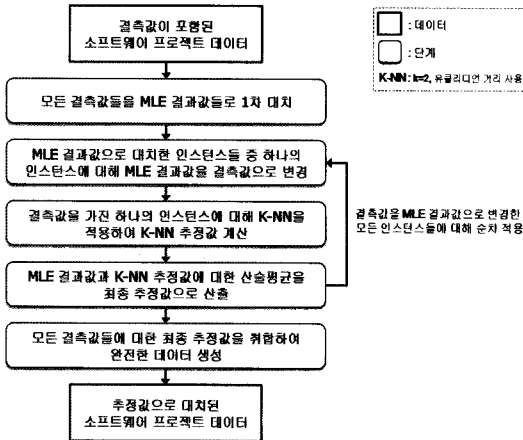 결측값이 포함된
소프트웨어 프로젝트 데이터
: 데이터
: 단계
K-NN: k=2, 유클리디언 거리 사용
모든 결측값들을 MLE 결과값들로 1차 대치
MLE 결과값으로 대치한 인스턴스들 중 하나의
인스턴스에 대해 MLE 결과값을 결측값으로 변경
결측값을 가진 하나의 인스턴스에 대해 K-NN을
적용하여 K-NN 추정값 계산
결측값을 MLE 결과값으로 변경한
모든 인스턴스들에 대해 순차 적용
MLE 결과값과 K-NN 추정값에 대한 산술평균을
최종 추정값으로 산출
모든 결측값들에 대한 최종 추정값을 취합하여
완전한 데이터 생성
추정값으로 대치된
소프트웨어 프로젝트 데이터